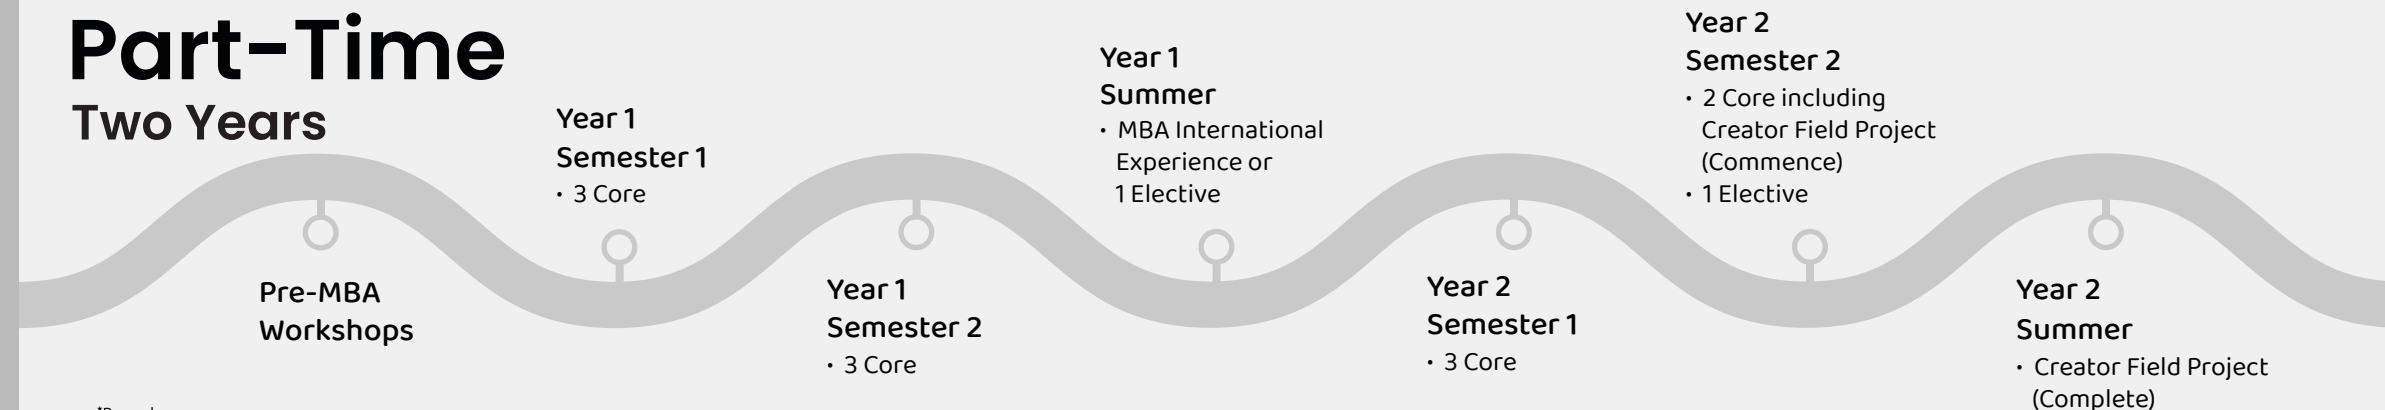 Part-Time
Two Years
Pre-MBA
Workshops
Year 1
Semester 1
• 3 Core
Year 1
Semester 2
• 3 Core
Year 1
Summer
• MBA International
Experience or
1 Elective
Year 2
Semester 1
• 3 Core
Year 2
Semester 2
• 2 Core including
Creator Field Project
(Commence)
• 1 Elective
Year 2
Summer
• Creator Field Project
(Complete)